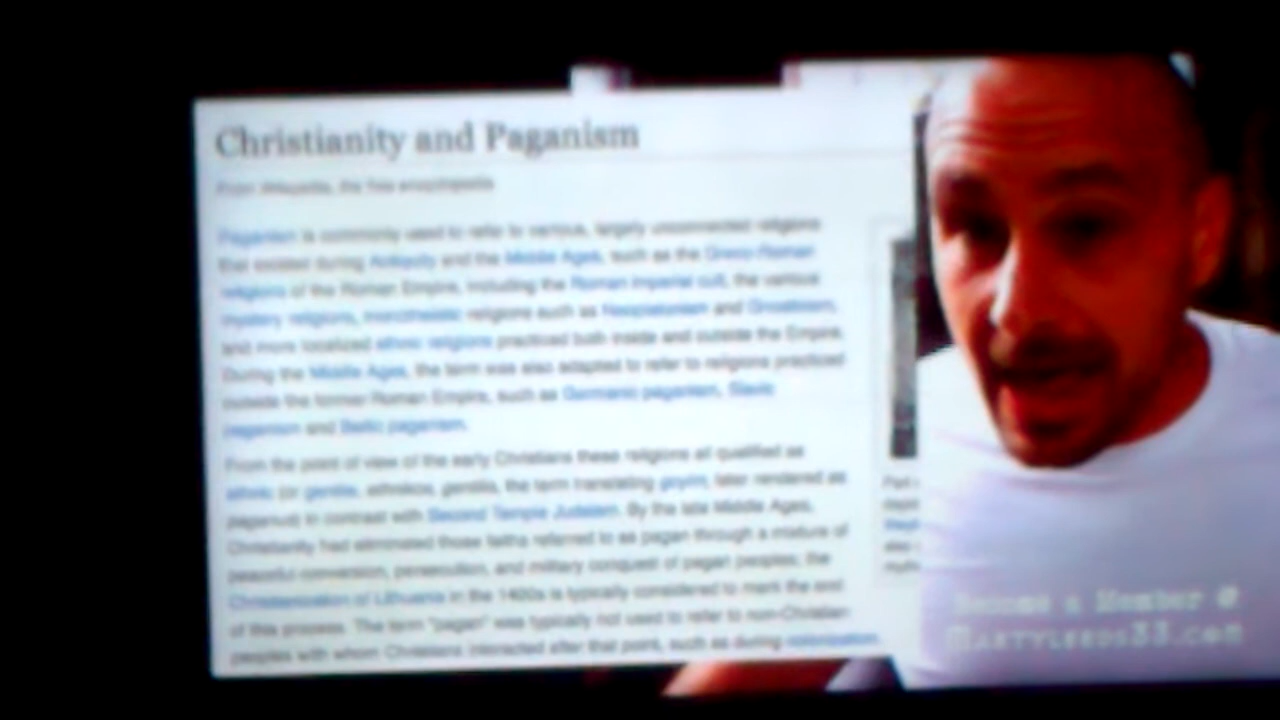 Christianity and Paganism
From Wikipedia, the free encyclopedia
Paganism is commonly used to refer to various, largely unconnected religions
that existed during Antiquity and the Middle Ages, such as the Greco-Roman
religions of the Roman Empire, including the Roman imperial cult, the various
mystery religions, monotheistic religions such as Neoplatonism and Gnosticism,
and more localized ethnic religions practiced both inside and outside the Empire.
During the Middle Ages, the term was also adapted to refer to religions practiced
outside the former Roman Empire, such as Germanic paganism, Slavic
paganism and Baltic paganism.
From the point of view of the early Christians these religions all qualified as
ethnic (or gentile, ethnikos, gentilis, the term translating goyim, later rendered as
paganus) in contrast with Second Temple Judaism. By the late Middle Ages,
Christianity had eliminated those faiths referred to as pagan through a mixture of
peaceful conversion, persecution, and military conquest of pagan peoples; the
Christianization of Lithuania in the 1400s is typically considered to mark the end
of this process. The term "pagan" was typically not used to refer to non-Christian
peoples with whom Christians interacted after that point, such as during colonization.
Become a Member @
MartyLeeds33.com